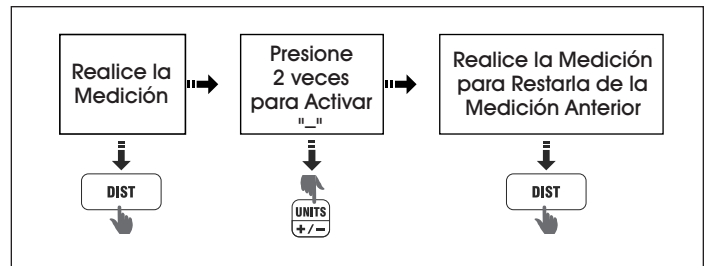 Realice la
Medición
Presione
2 veces
para Activar
"–"
Realice la Medición
para Restarla de la
Medición Anterior
DIST
UNITS
+/–
DIST